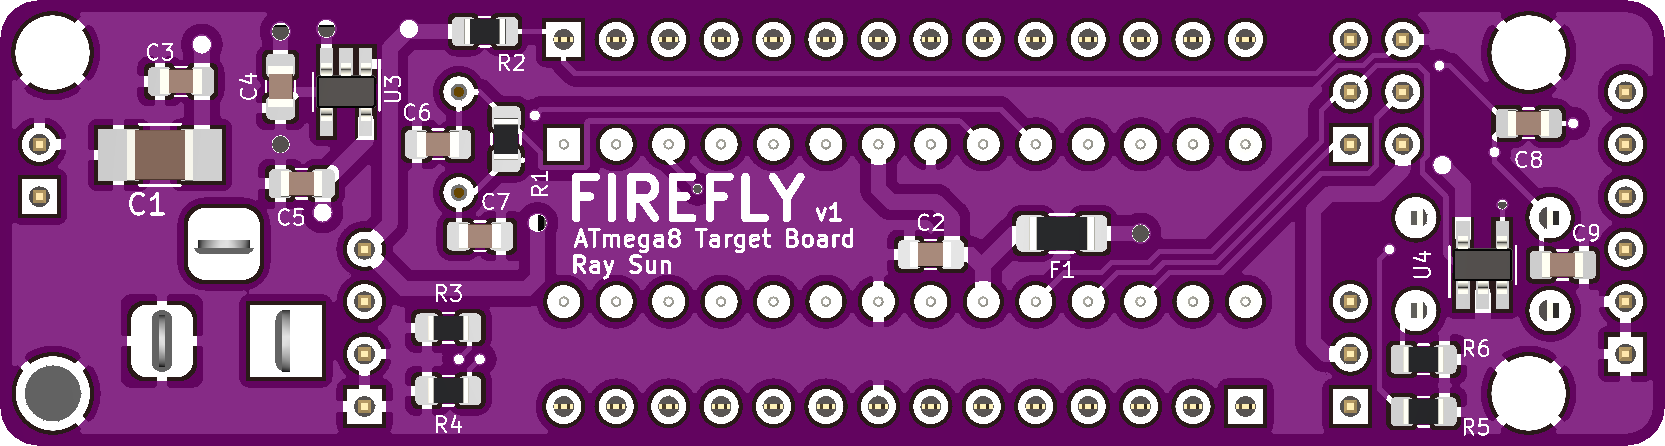 C3
C4
U3
R2
C6
C1
C5
R1
C7
FIREFLY v1
ATmega8 Target Board
Ray Sun
C2
F1
R3
R4
C8
U4
C9
R6
R5